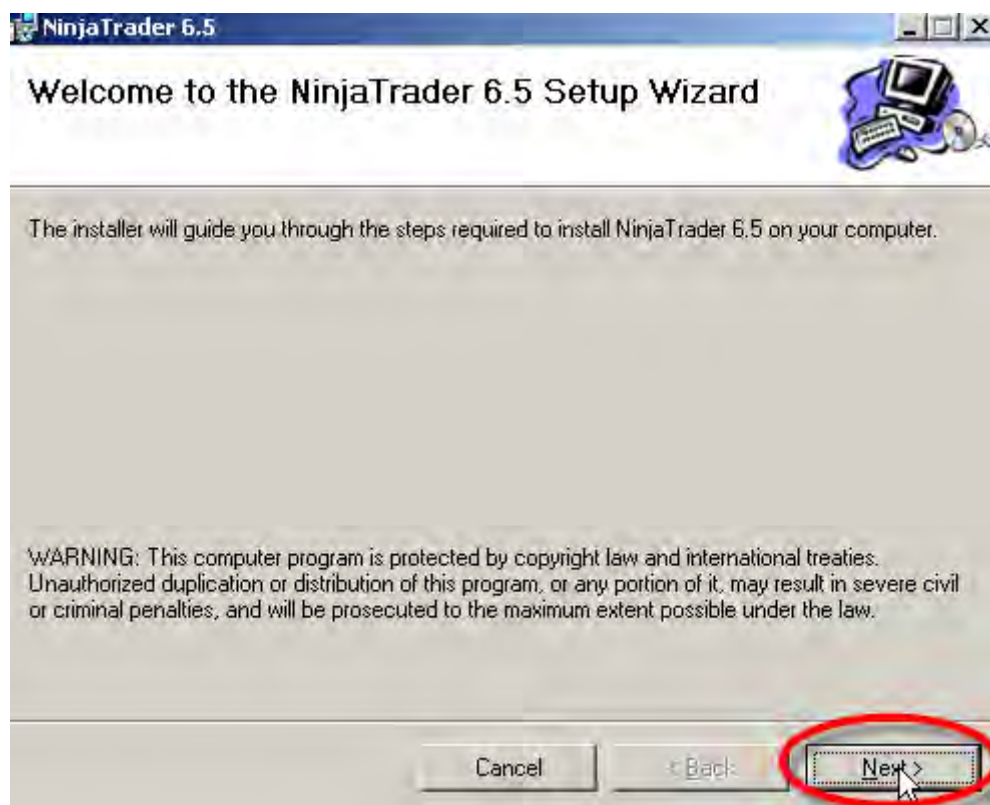 NinjaTrader 6.5
Welcome to the NinjaTrader 6.5 Setup Wizard
The installer will guide you through the steps required to install NinjaTrader 6.5 on your computer.
WARNING: This computer program is protected by copyright law and international treaties.
Unauthorized duplication or distribution of this program, or any portion of it, may result in severe civil
or criminal penalties, and will be prosecuted to the maximum extent possible under the law.
Cancel < Back Next >